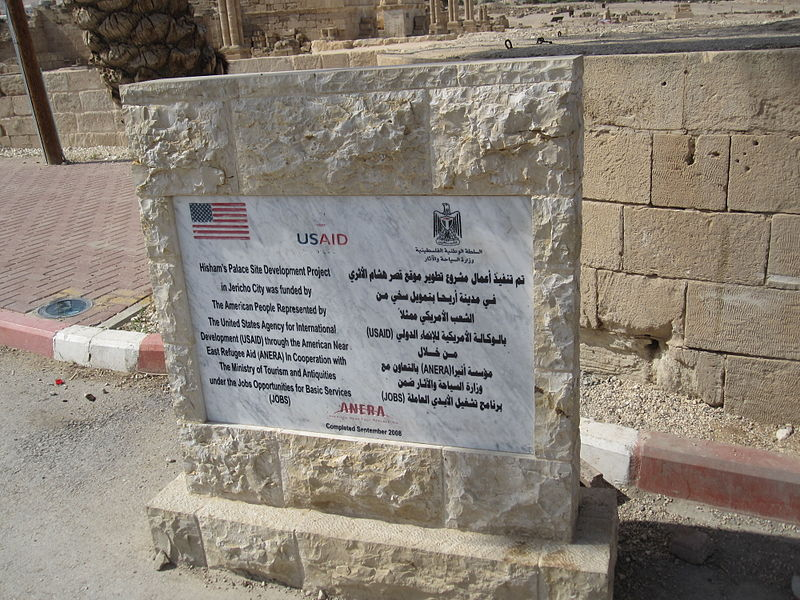 USAID
السلطة الوطنية الفلسطينية
وزارة السياحة والآثار
Hisham's Palace Site Development Project
in Jericho City was funded by
The American People Represented by
The United States Agency for International
Development (USAID) through the American Near
East Refugee Aid (ANERA) In Cooperation with
The Ministry of Tourism and Antiquities
under the Jobs Opportunities for Basic Services
(JOBS)
تم تنفيذ أعمال مشروع تطوير موقع قصر هشام الأثري
في مدينة أريحا بتمويل سخي من
الشعب الأمريكي ممثلاً
بالوكالة الأمريكية للإنماء الدولي (USAID)
من خلال
مؤسسة أنيرا(ANERA) بالتعاون مع
وزارة السياحة والآثار ضمن
برنامج تشغيل الأيدي العاملة (JOBS)
ANERA
Completed September 2008